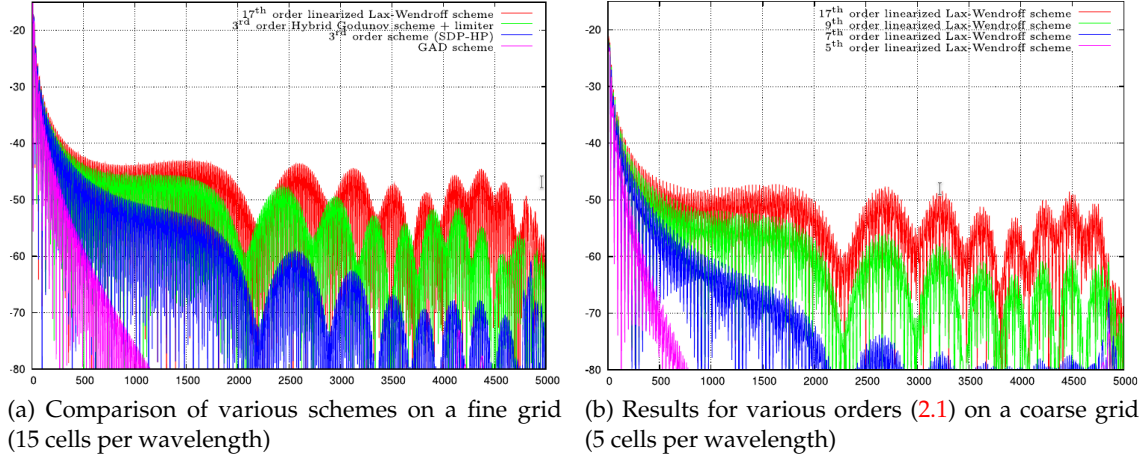 17th order linearized Lax-Wendroff scheme
3rd order Hybrid Godunov scheme + limiter
3rd order scheme (SDP-HP)
GAD scheme
-20
-30
-40
-50
-60
-70
-80
0 500 1000 1500 2000 2500 3000 3500 4000 4500 5000
(a) Comparison of various schemes on a fine grid
(15 cells per wavelength)
17th order linearized Lax-Wendroff scheme
9th order linearized Lax-Wendroff scheme
7th order linearized Lax-Wendroff scheme
5th order linearized Lax-Wendroff scheme
-20
-30
-40
-50
-60
-70
-80
0 500 1000 1500 2000 2500 3000 3500 4000 4500 5000
(b) Results for various orders (2.1) on a coarse grid
(5 cells per wavelength)